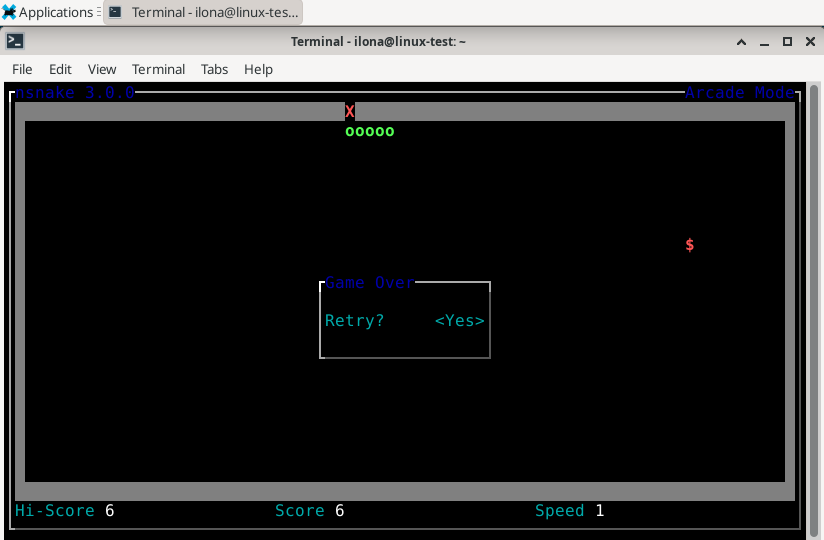 Applications Terminal - ilona@linux-tes...
Terminal - ilona@linux-test: ~
File Edit View Terminal Tabs Help
nsnake 3.0.0 Arcade Mode
X
ooooo
$
Game Over
Retry? <Yes>
Hi-Score 6 Score 6 Speed 1